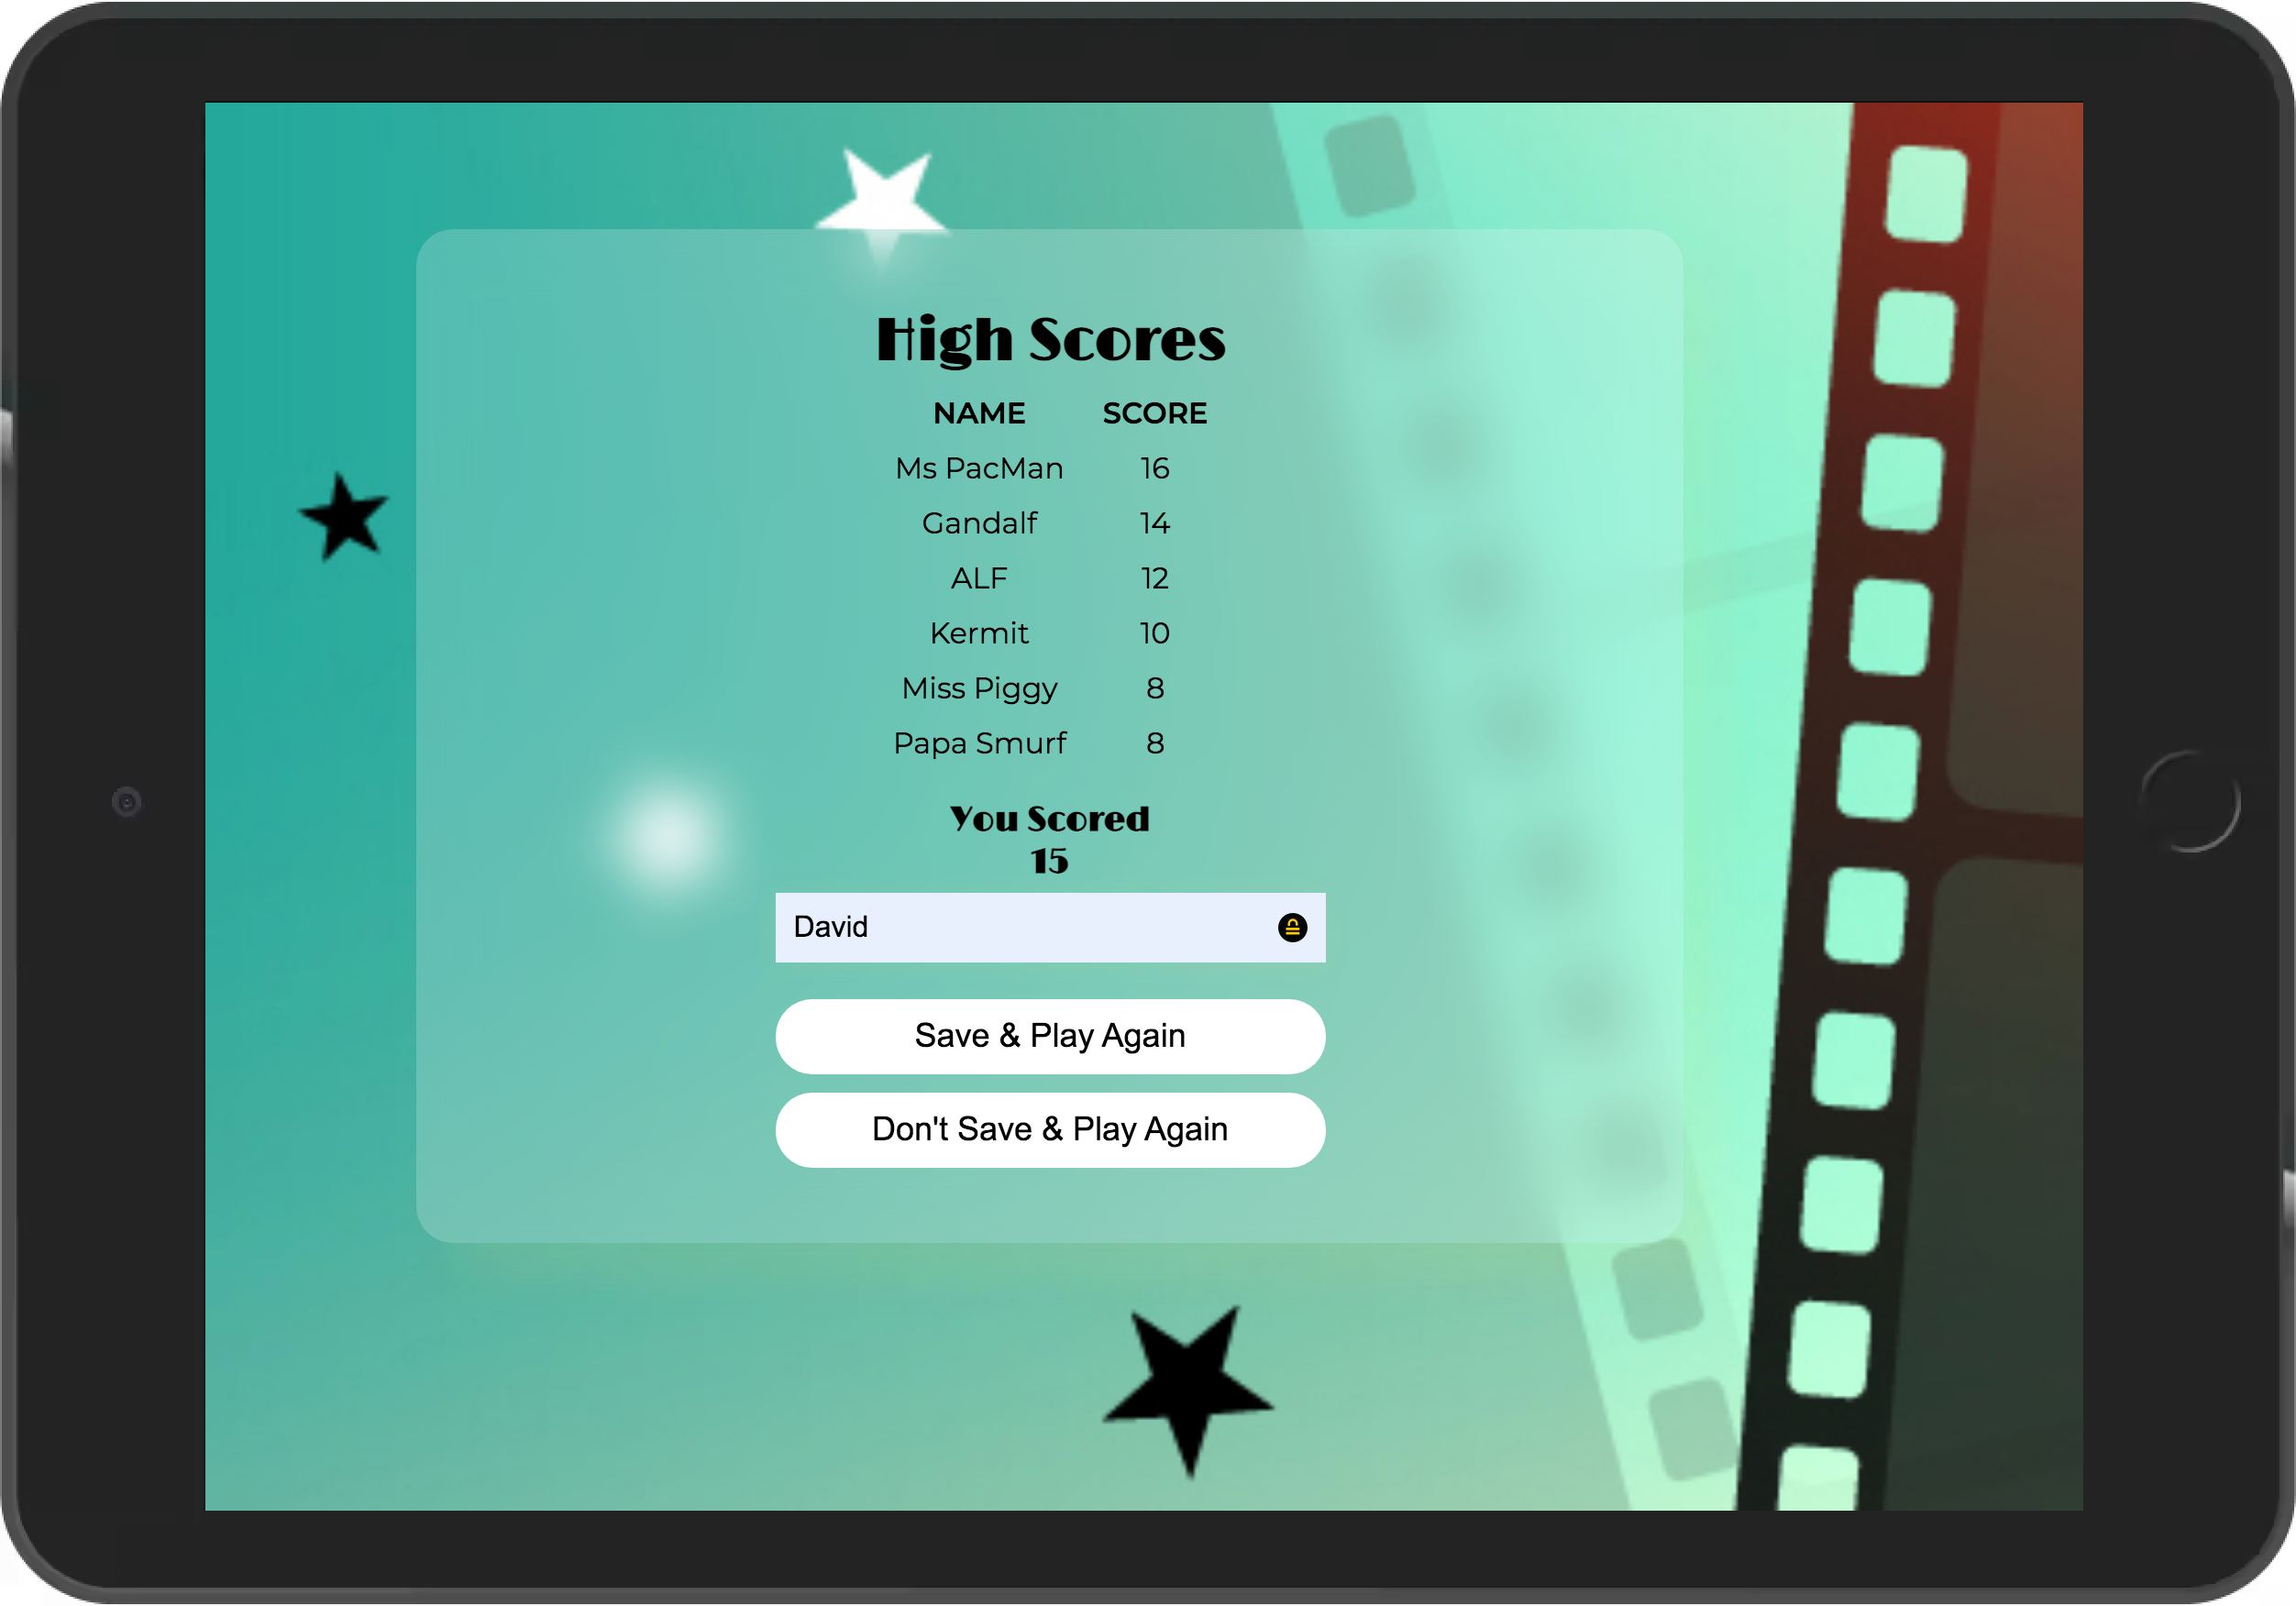 High Scores
NAME SCORE
Ms PacMan 16
Gandalf 14
ALF 12
Kermit 10
Miss Piggy 8
Papa Smurf 8
You Scored
15
David
Save & Play Again
Don't Save & Play Again